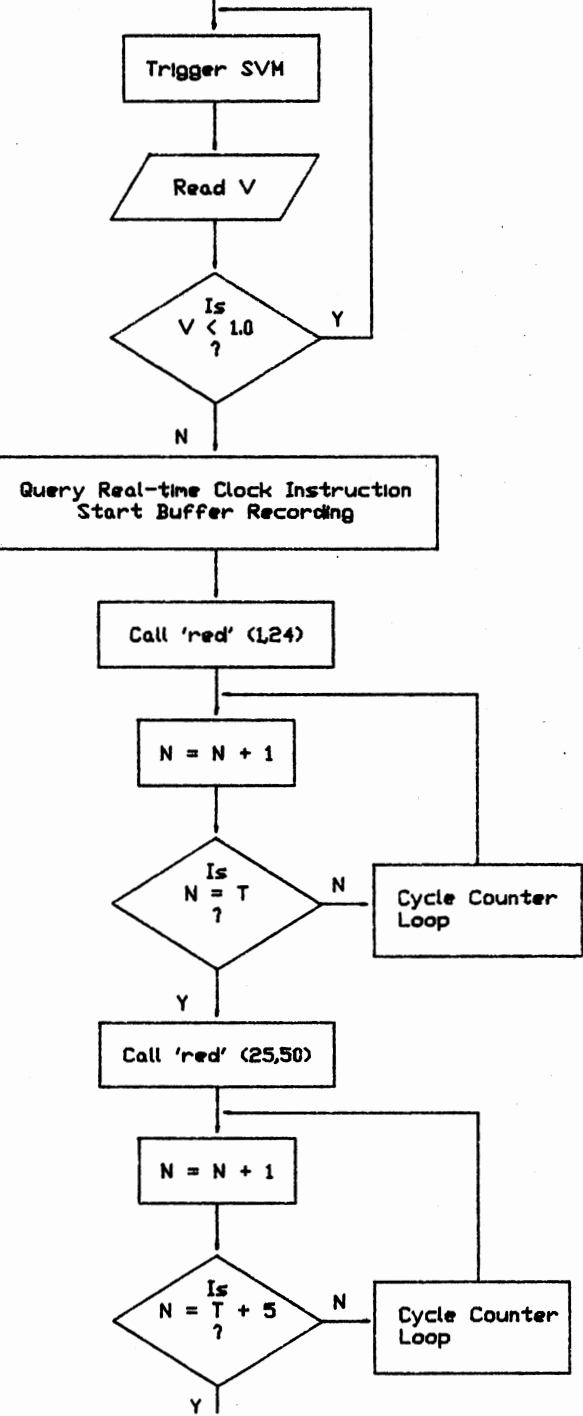 Trigger SVM
Read V
Is
V < 1.0
?
Y
N
Query Real-time Clock Instruction
Start Buffer Recording
Call 'red' (1,24)
N = N + 1
Is
N = T
?
N
Cycle Counter
Loop
Y
Call 'red' (25,50)
N = N + 1
Is
N = T + 5
?
N
Cycle Counter
Loop
Y